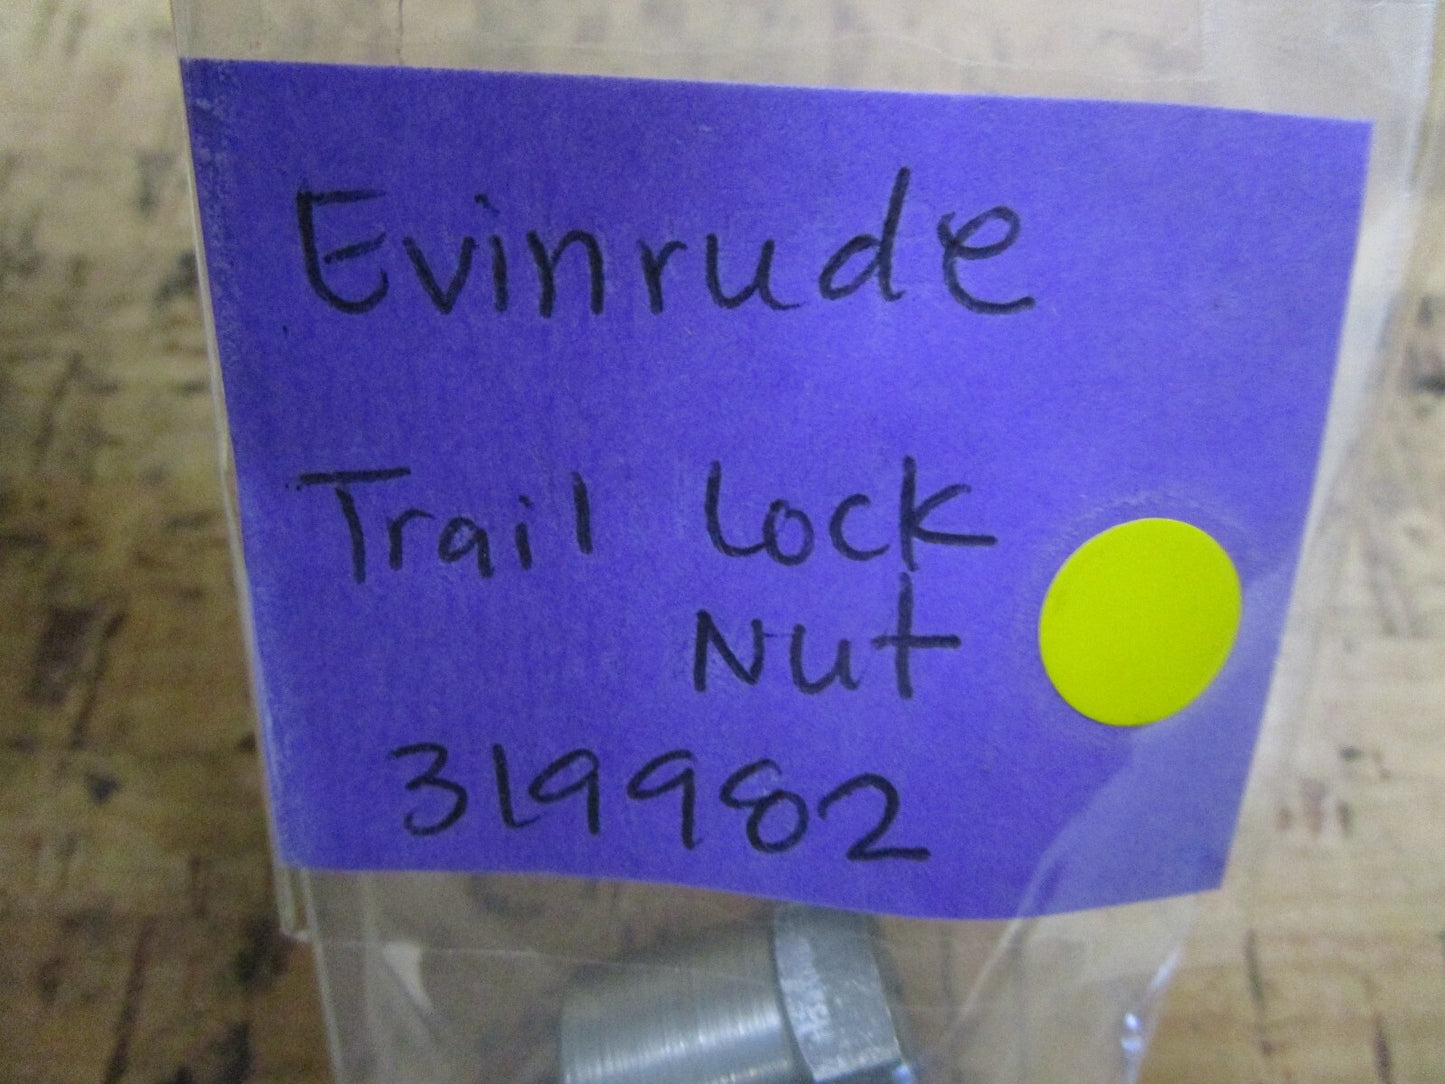 Evinrude
Trail lock
Nut
319982